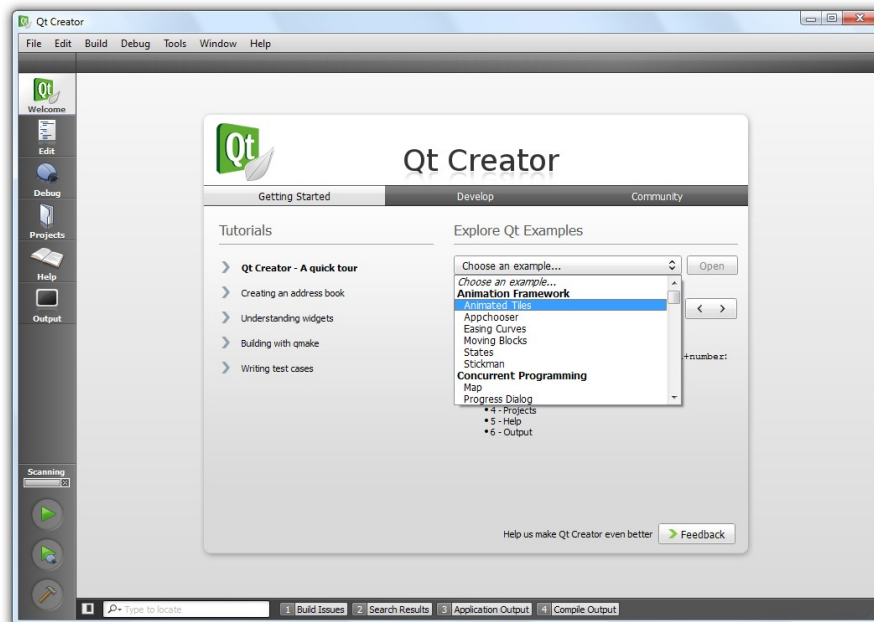 Qt Creator
File Edit Build Debug Tools Window Help
Qt
Welcome
Edit
Debug
Projects
Help
Output
Scanning
Qt
Qt Creator
Getting Started Develop Community
Tutorials
Qt Creator - A quick tour
Creating an address book
Understanding widgets
Building with qmake
Writing test cases
Explore Qt Examples
Choose an example... Open
Choose an example...
Animation Framework
Animated Tiles
Appchooser
Easing Curves
Moving Blocks
States
Stickman
Concurrent Programming
Map
Progress Dialog
+number:
• 4 - Projects
• 5 - Help
• 6 - Output
Help us make Qt Creator even better Feedback
Type to locate 1 Build Issues 2 Search Results 3 Application Output 4 Compile Output